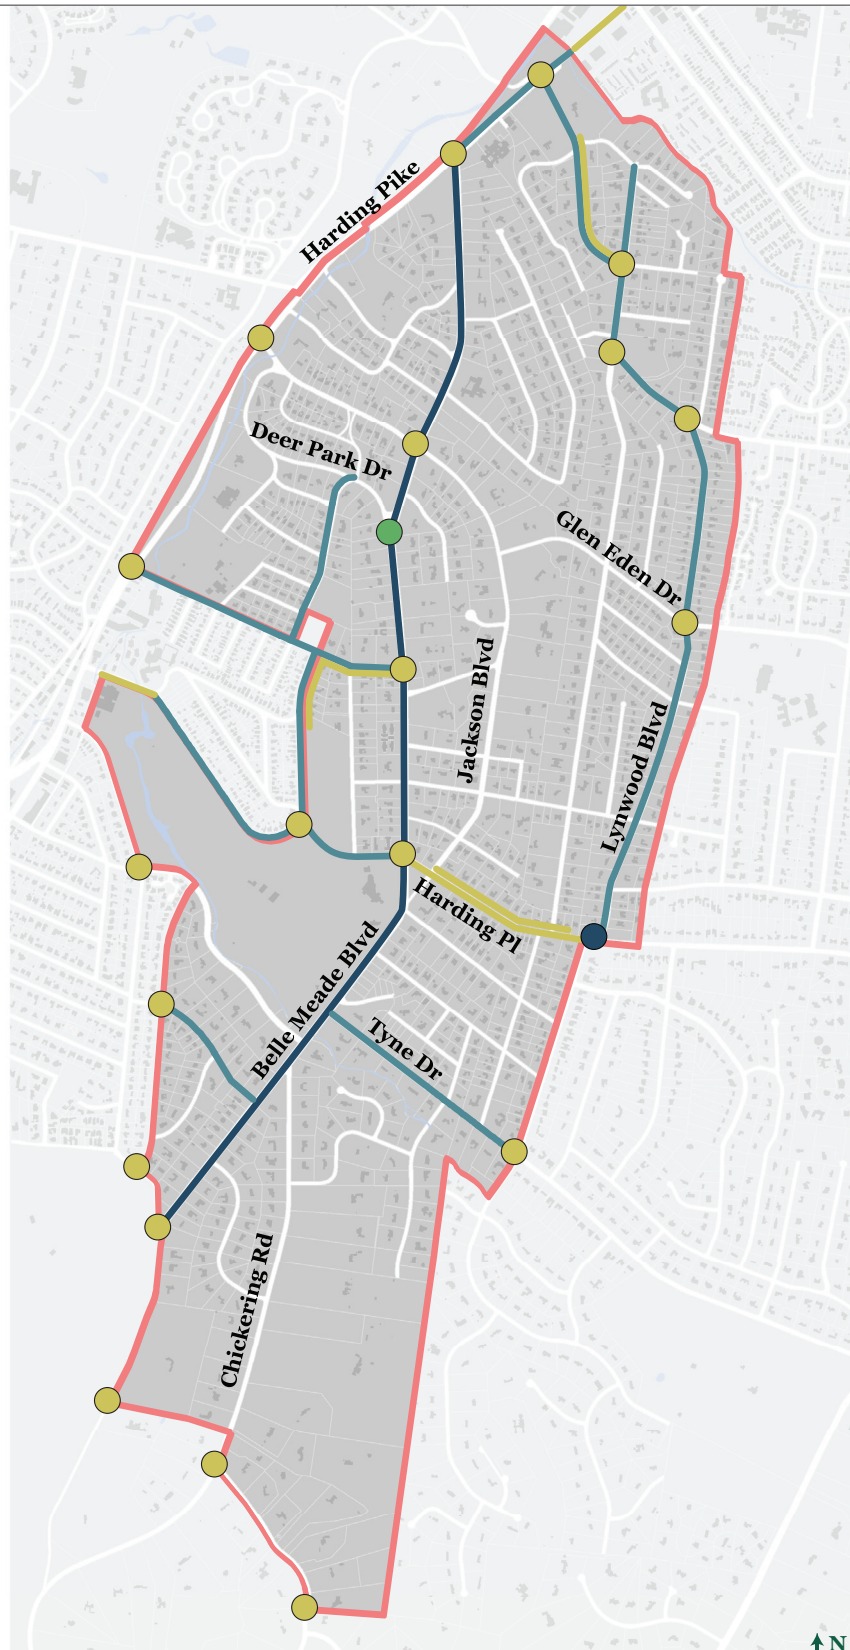 Harding Pike
Deer Park Dr
Glen Eden Dr
Jackson Blvd
Lynwood Blvd
Harding Pl
Belle Meade Blvd
Tyne Dr
Chickering Rd
N